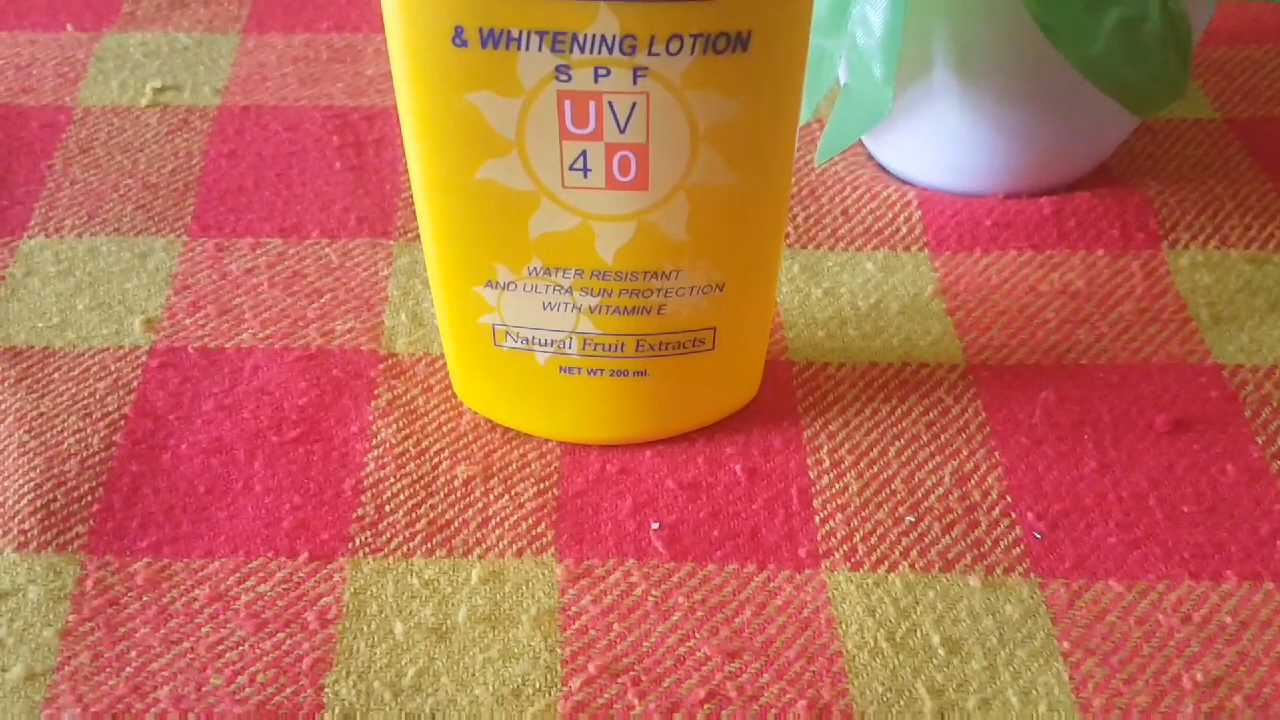 & WHITENING LOTION
SPF
UV
40
WATER RESISTANT
AND ULTRA SUN PROTECTION
WITH VITAMIN E
Natural Fruit Extracts
NET WT 200 ml.